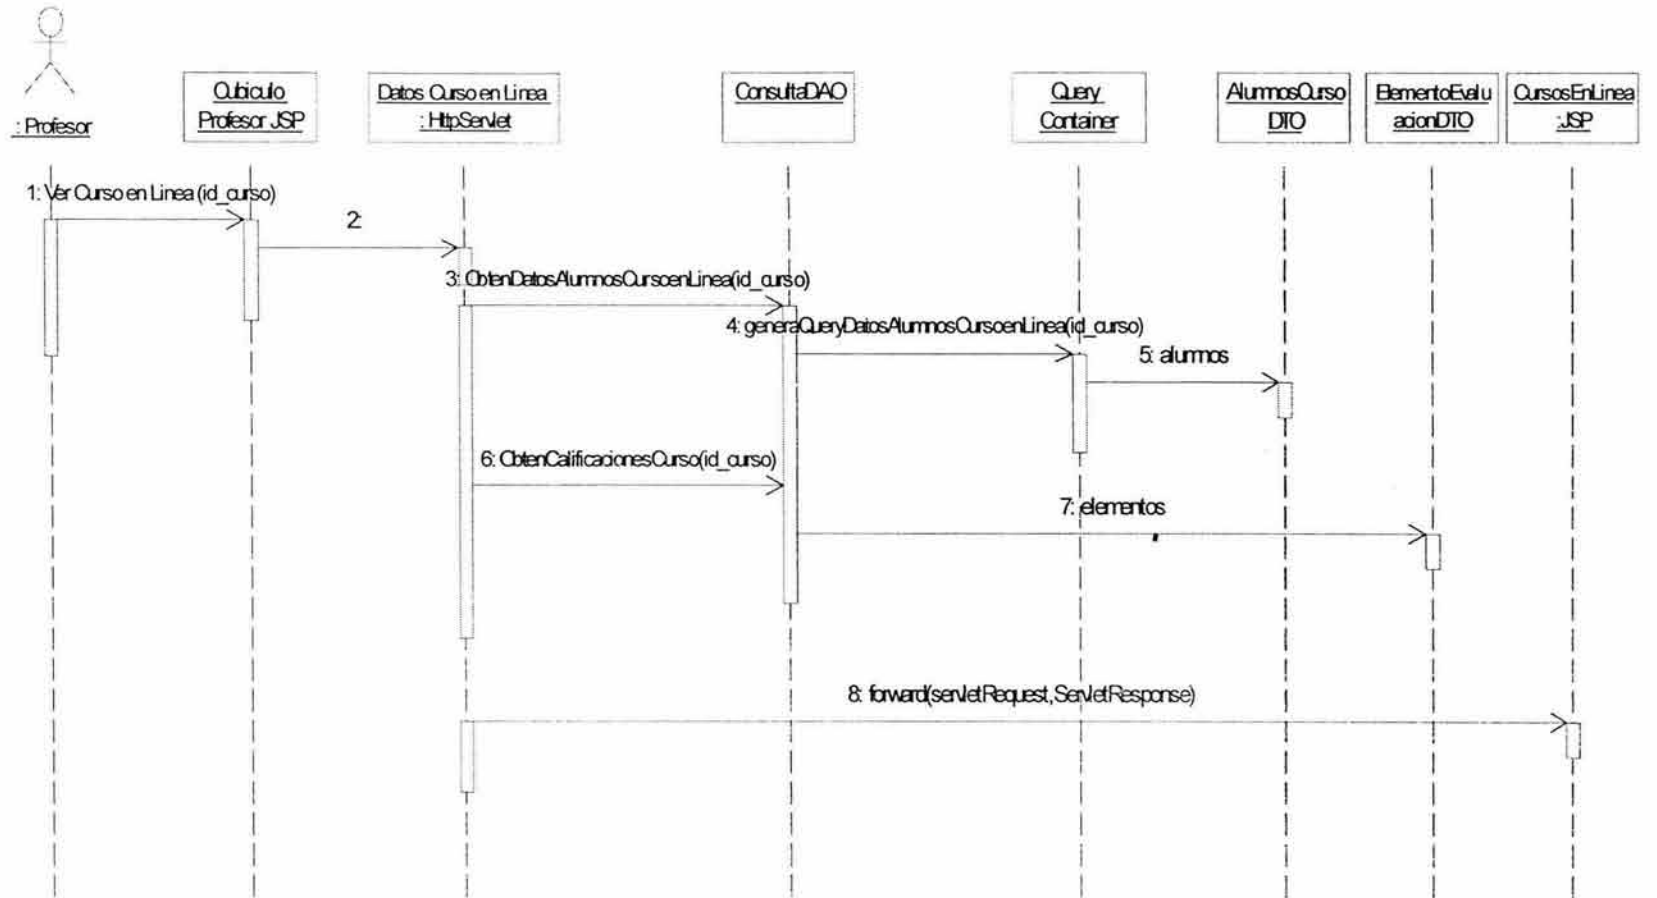 : Profesor
Cubiculo
Profesor JSP
Datos Curso en Linea
: HttpServlet
ConsultaDAO
Query
Container
AlumnosCurso
DTO
ElementoEvalu
acionDTO
CursosEnLinea
:JSP
1: Ver Curso en Linea (id_curso)
2:
3: ObtenDatosAlumnosCursoenLinea(id_curso)
4: generaQueryDatosAlumnosCursoenLinea(id_curso)
5: alumnos
6: ObtenCalificacionesCurso(id_curso)
7: elementos
8: forward(servletRequest,ServletResponse)